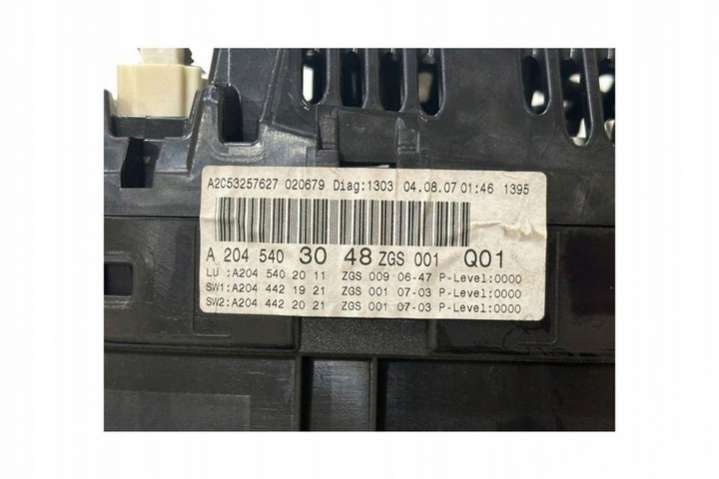 A2C53257627 020679 Diag:1303 04.08.07 01:46 1395
A 204 540 30 48 ZGS 001 Q01
LU :A204 540 20 11 ZGS 009 06-47 P-Level:0000
SW1:A204 442 19 21 ZGS 001 07-03 P-Level:0000
SW2:A204 442 20 21 ZGS 001 07-03 P-Level:0000